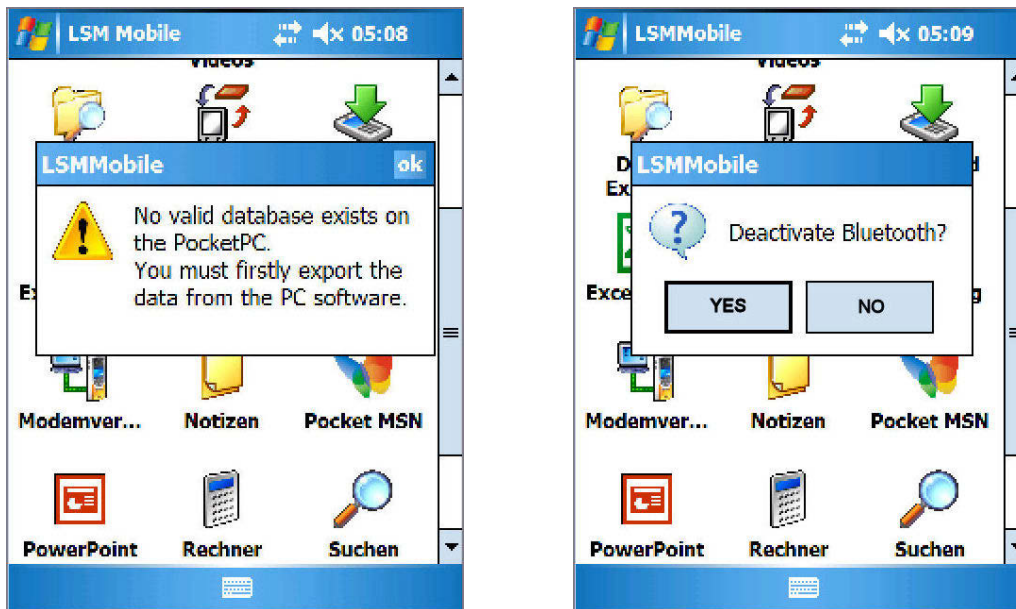 LSM Mobile 05:08
Videos
LSMMobile ok
No valid database exists on
the PocketPC.
You must firstly export the
data from the PC software.
Modemver... Notizen Pocket MSN
PowerPoint Rechner Suchen
LSMMobile 05:09
Videos
LSMMobile
Deactivate Bluetooth?
YES NO
Modemver... Notizen Pocket MSN
PowerPoint Rechner Suchen